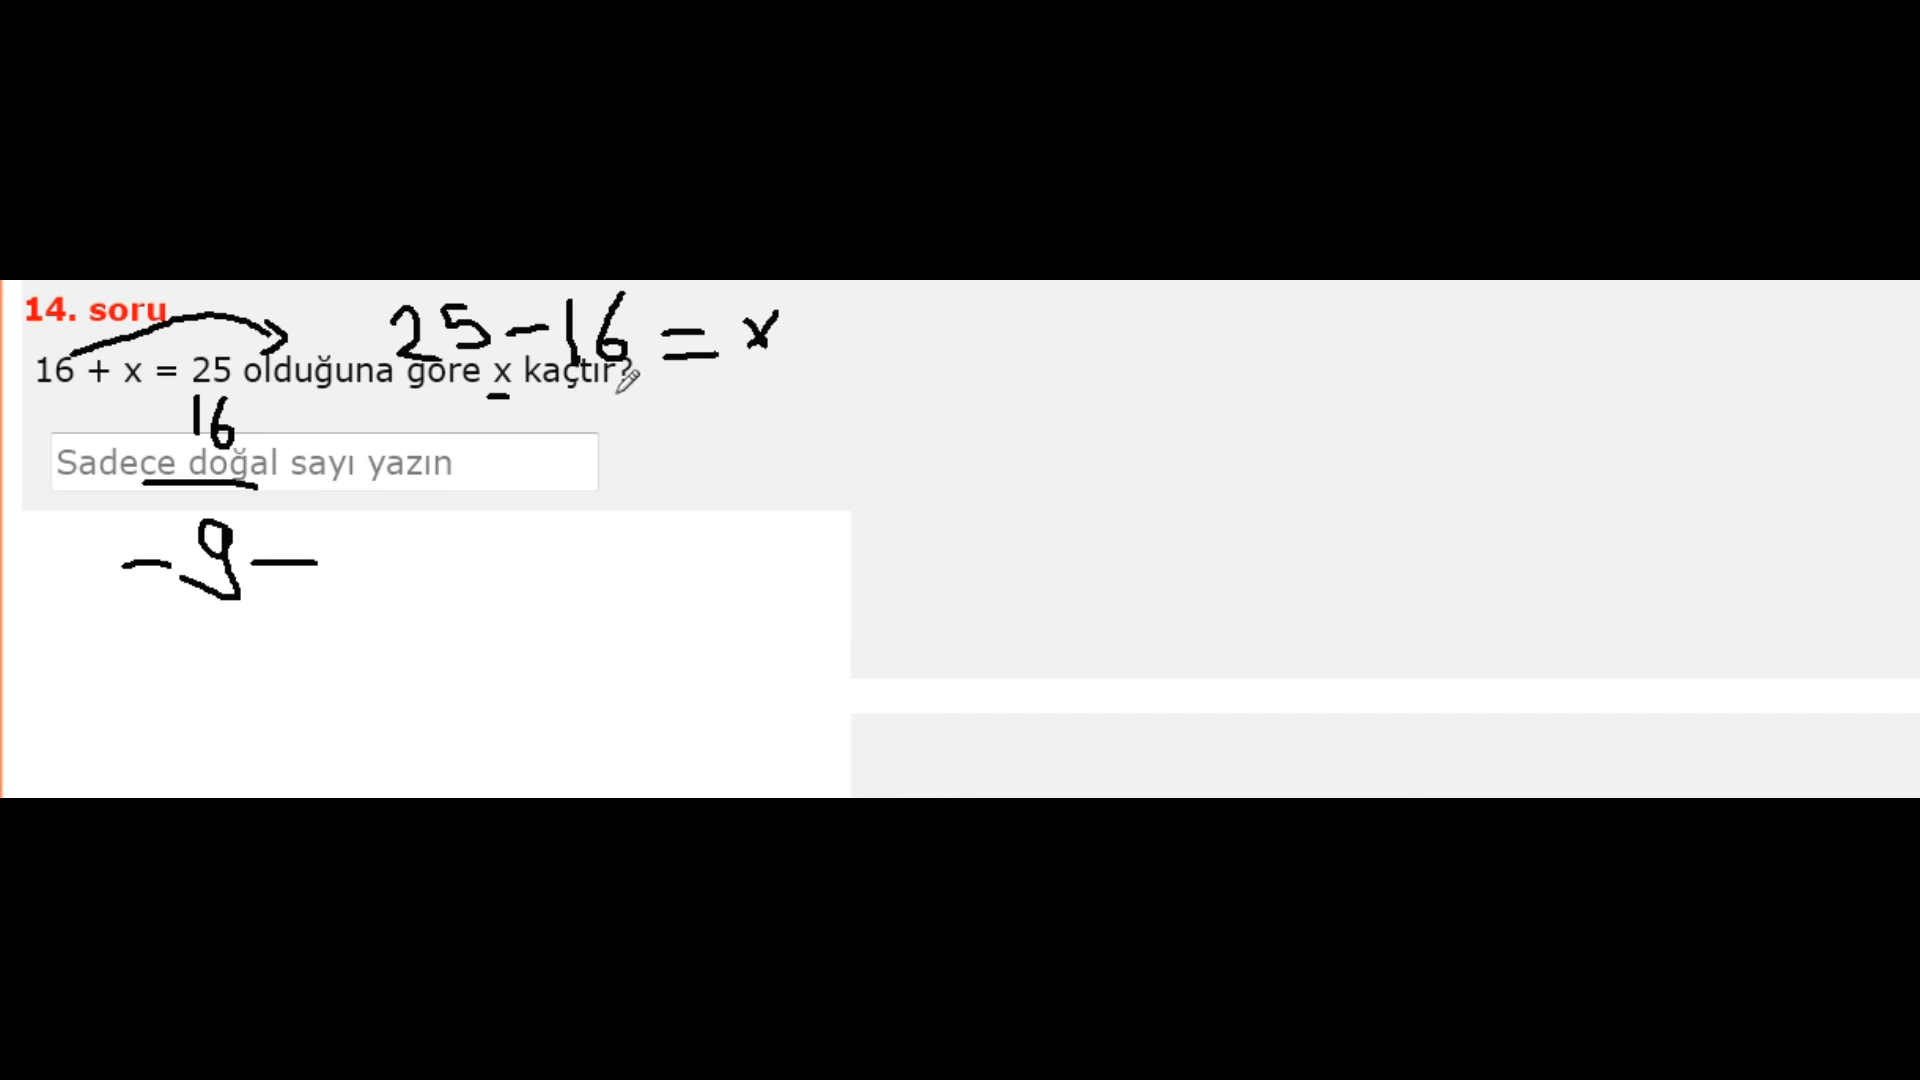 14. soru
25-16 = x
16 + x = 25 olduğuna göre x kaçtır?
16
Sadece doğal sayı yazın
- 9 -